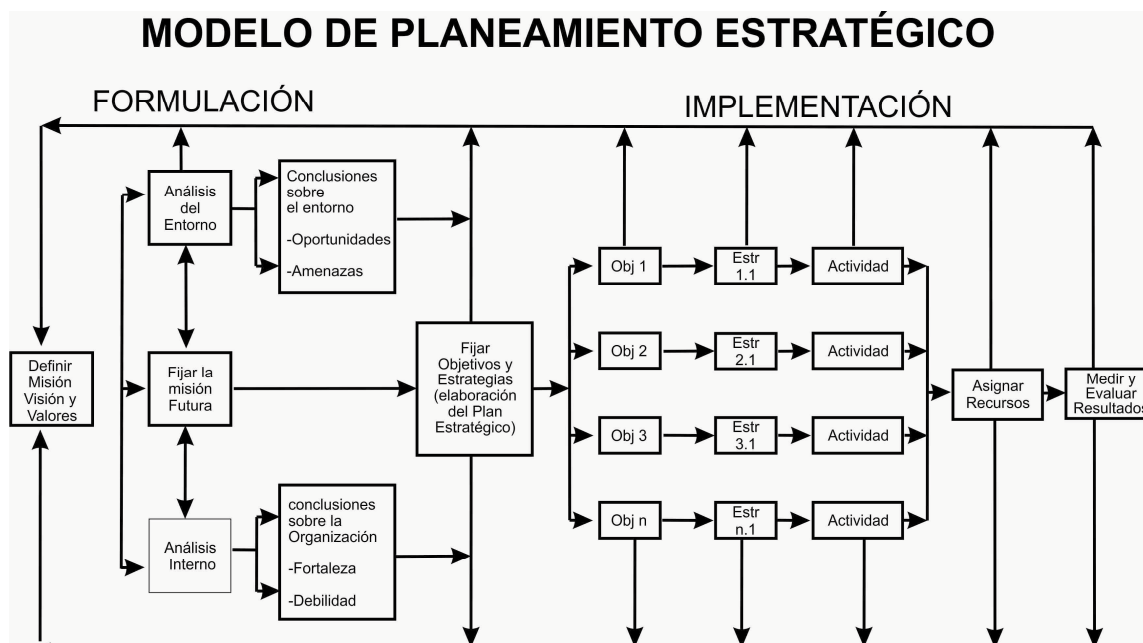 MODELO DE PLANEAMIENTO ESTRATÉGICO
FORMULACIÓN
IMPLEMENTACIÓN
Definir
Misión
Visión y
Valores
Análisis
del
Entorno
Conclusiones
sobre
el entorno
-Oportunidades
-Amenazas
Fijar la
misión
Futura
Análisis
Interno
conclusiones
sobre la
Organización
-Fortaleza
-Debilidad
Fijar
Objetivos y
Estrategias
(elaboración
del Plan
Estratégico)
Obj 1
Estr
1.1
Actividad
Obj 2
Estr
2.1
Actividad
Obj 3
Estr
3.1
Actividad
Obj n
Estr
n.1
Actividad
Asignar
Recursos
Medir y
Evaluar
Resultados